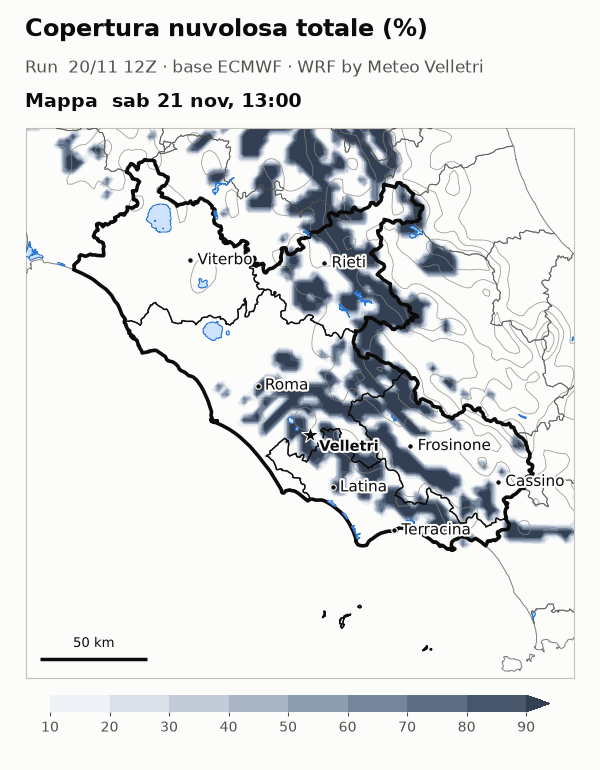 Copertura nuvolosa totale (%)
Run  20/11 12Z · base ECMWF · WRF by Meteo Velletri
Mappa  sab 21 nov, 13:00
Viterbo
Rieti
Roma
Velletri
Frosinone
Cassino
Latina
Terracina
50 km
10 20 30 40 50 60 70 80 90